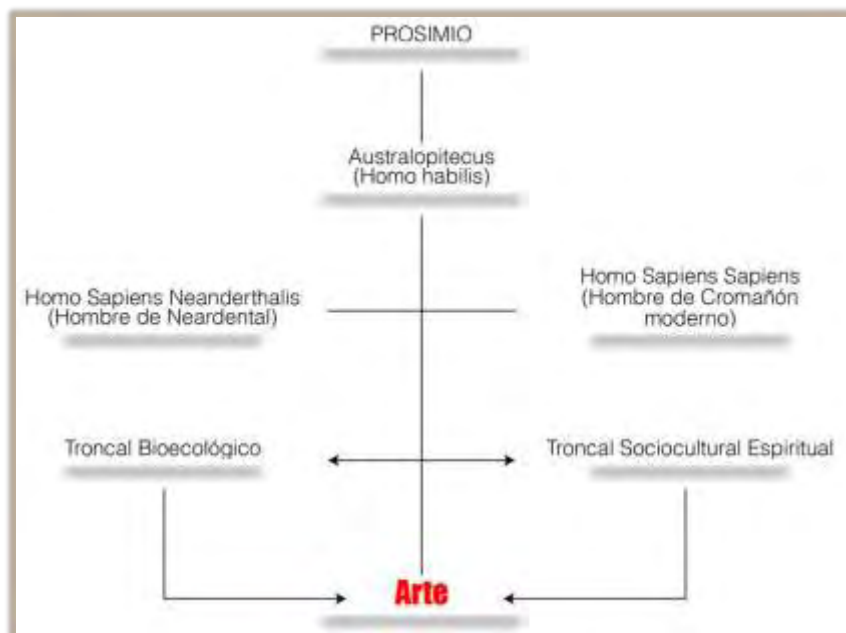 PROSIMIO
Australopitecus
(Homo habilis)
Homo Sapiens Neanderthalis
(Hombre de Neardental)
Homo Sapiens Sapiens
(Hombre de Cromañón
moderno)
Troncal Bioecológico
Troncal Sociocultural Espiritual
Arte